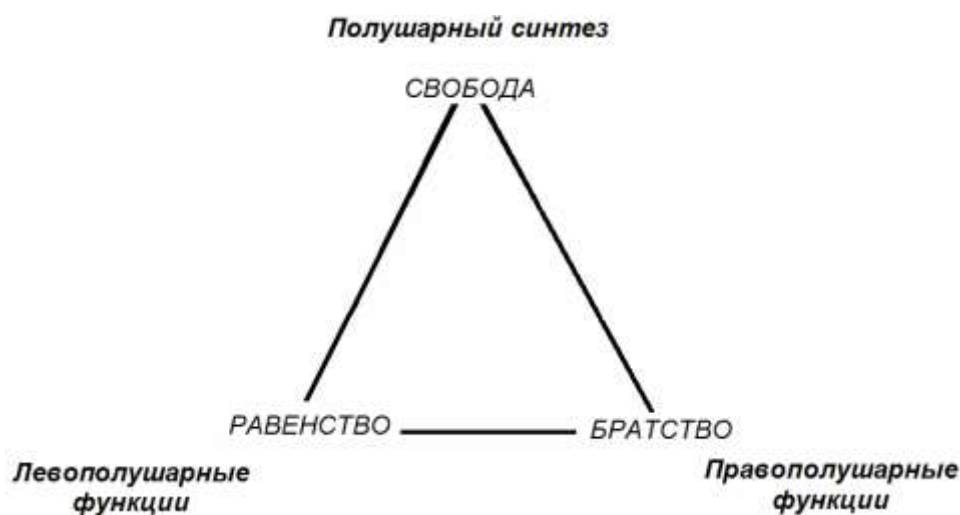 Полушарный синтез
СВОБОДА
РАВЕНСТВО
БРАТСТВО
Левополушарные
функции
Правополушарные
функции